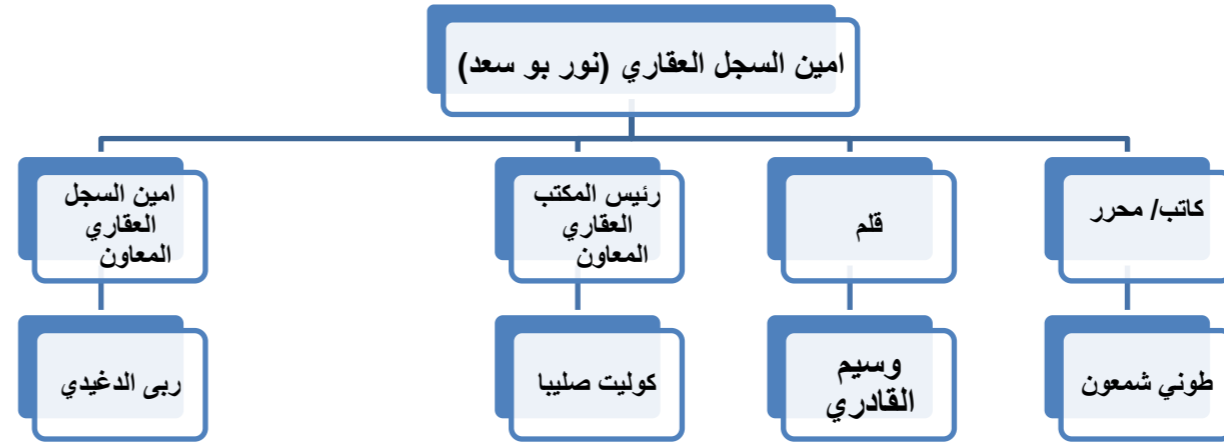 امين السجل العقاري (نور بو سعد)
كاتب/ محرر
قلم
رئيس المكتب
العقاري
المعاون
امين السجل
العقاري
المعاون
طوني شمعون
وسيم
القادري
كوليت صليبا
ربى الدغيدي